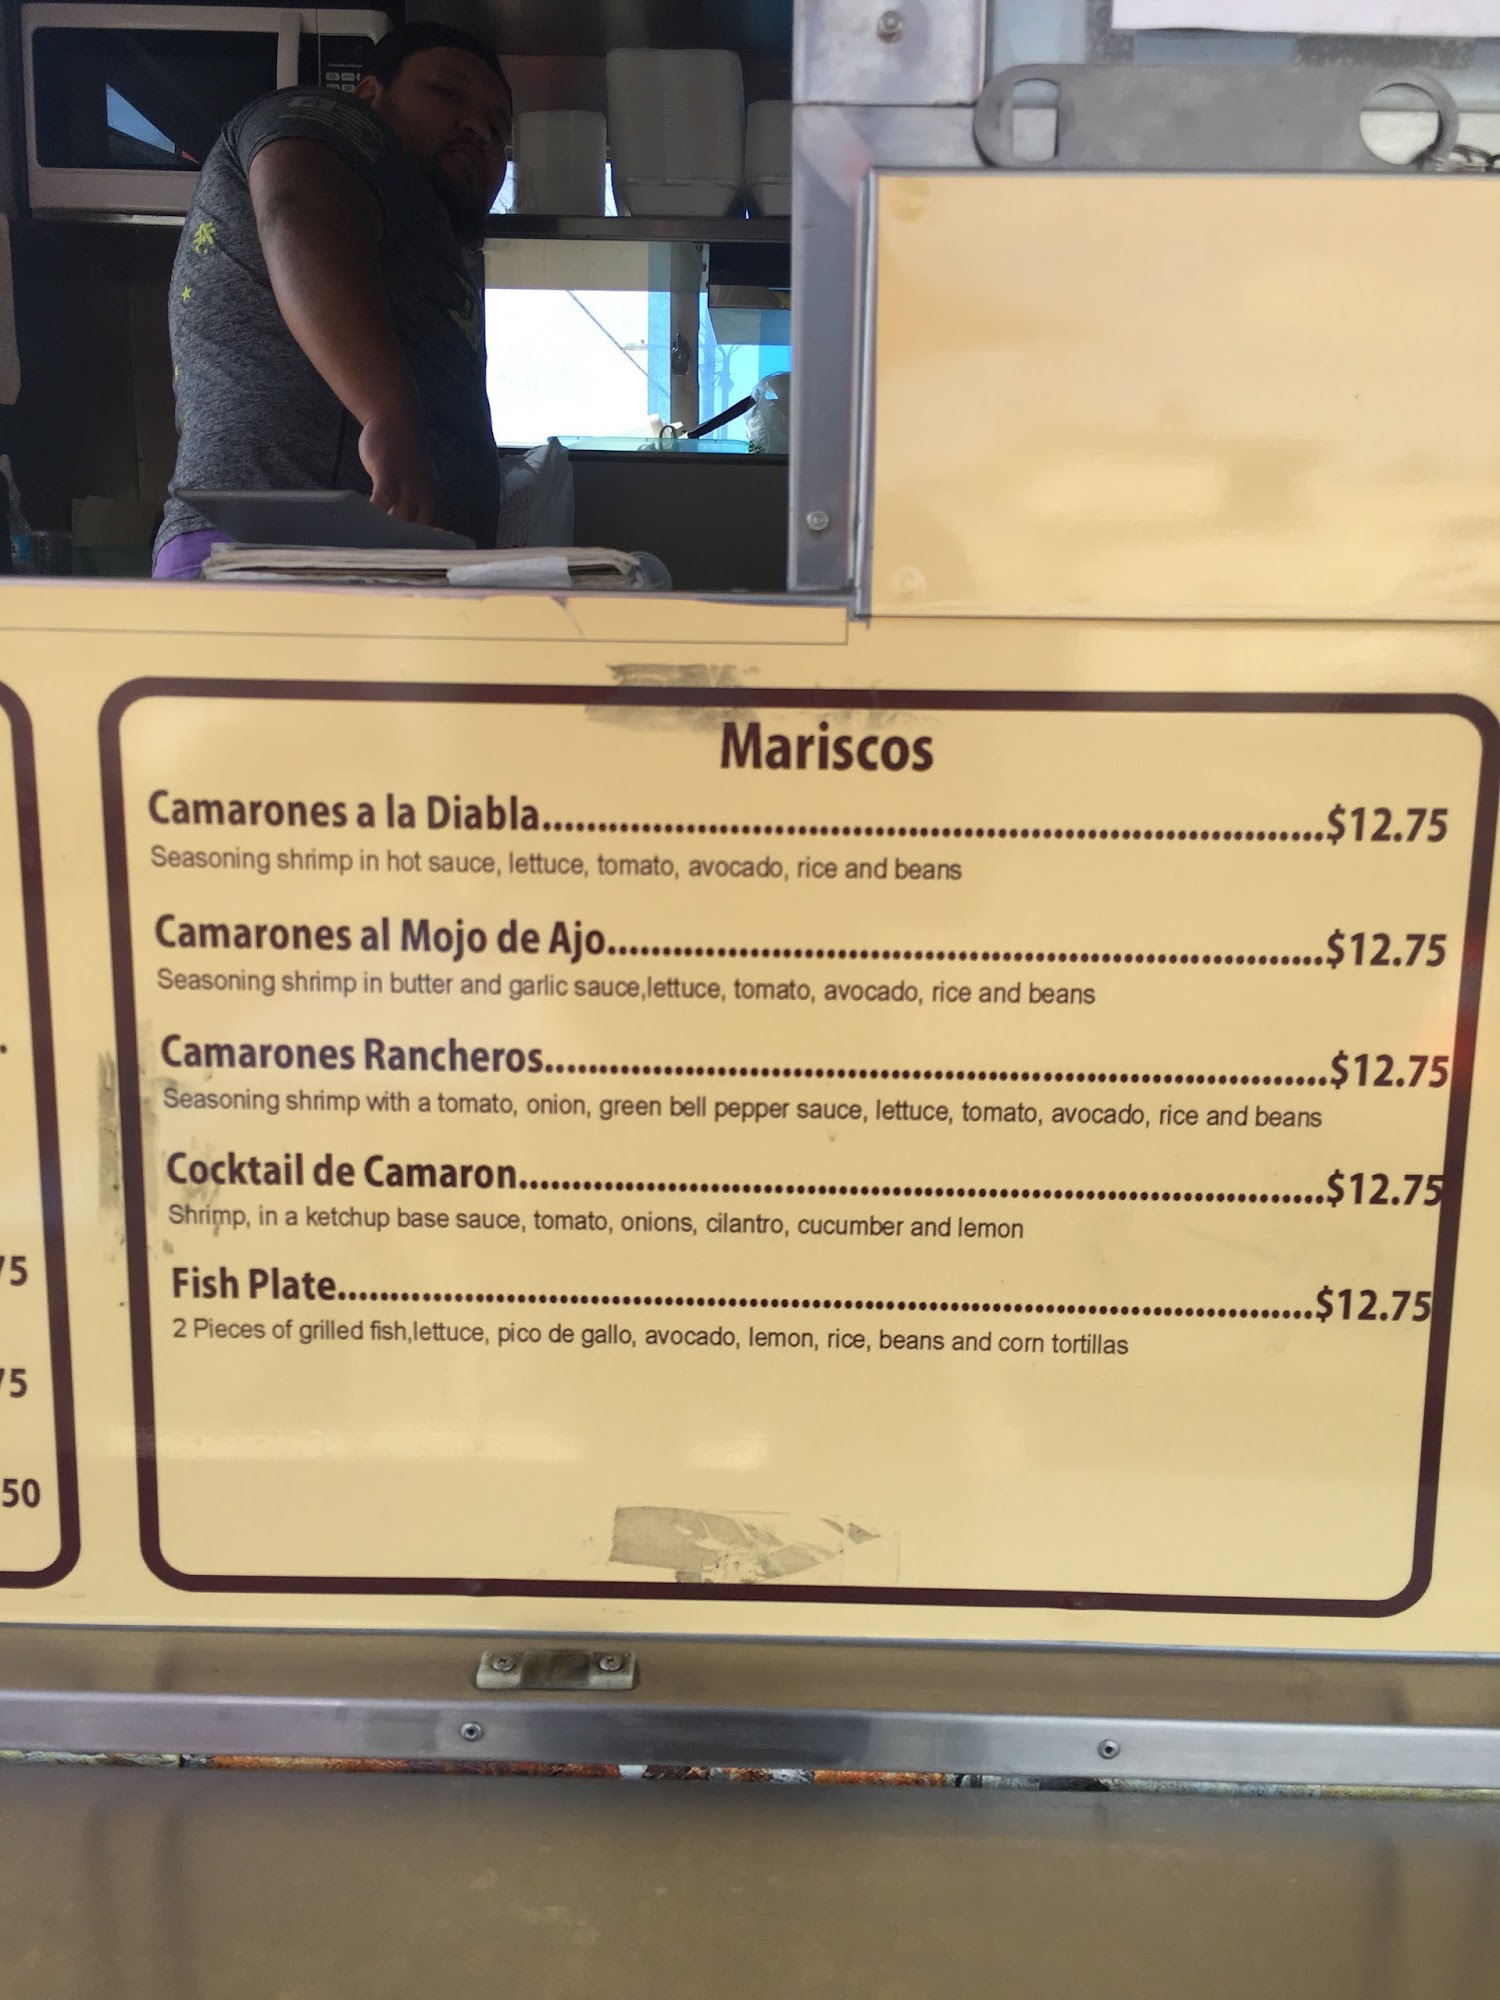 Mariscos
Camarones a la Diabla $12.75
Seasoning shrimp in hot sauce, lettuce, tomato, avocado, rice and beans
Camarones al Mojo de Ajo $12.75
Seasoning shrimp in butter and garlic sauce,lettuce, tomato, avocado, rice and beans
Camarones Rancheros $12.75
Seasoning shrimp with a tomato, onion, green bell pepper sauce, lettuce, tomato, avocado, rice and beans
Cocktail de Camaron $12.75
Shrimp, in a ketchup base sauce, tomato, onions, cilantro, cucumber and lemon
Fish Plate $12.75
2 Pieces of grilled fish,lettuce, pico de gallo, avocado, lemon, rice, beans and corn tortillas
75
75
50